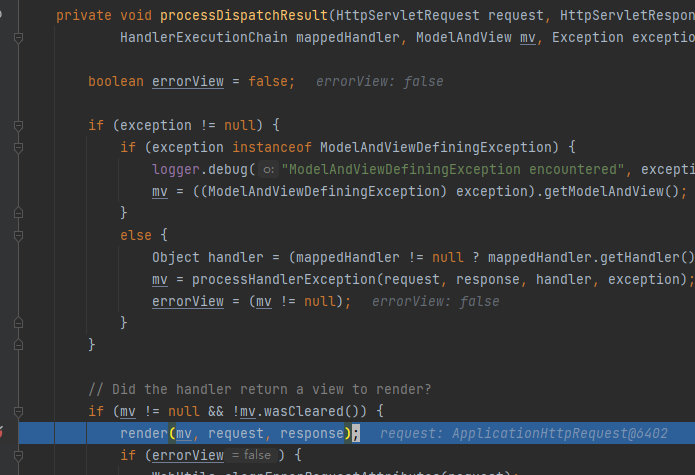 private void processDispatchResult(HttpServletRequest request, HttpServletRespon
HandlerExecutionChain mappedHandler, ModelAndView mv, Exception exceptio
boolean errorView = false; errorView: false
if (exception != null) {
if (exception instanceof ModelAndViewDefiningException) {
logger.debug( o: "ModelAndViewDefiningException encountered", excepti
mv = ((ModelAndViewDefiningException) exception).getModelAndView();
}
else {
Object handler = (mappedHandler != null ? mappedHandler.getHandler()
mv = processHandlerException(request, response, handler, exception);
errorView = (mv != null); errorView: false
}
}
// Did the handler return a view to render?
if (mv != null && !mv.wasCleared()) {
render(mv, request, response); request: ApplicationHttpRequest@6402
if (errorView = false ) {
WebUtils.clearErrorRequestAttributes(request);